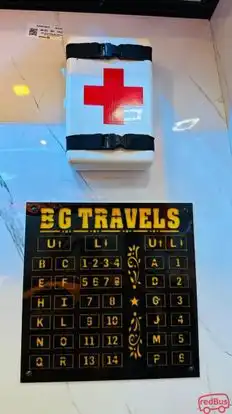 BG TRAVELS
U↑ L↓ U↑ L↓
B C 1-2 3-4 A 1
E F 5 6 7 8 D 2
H I 7 8 G 3
K L 9 10 J 4
N O 11 12 M 5
Q R 13 14 P 6
redBus